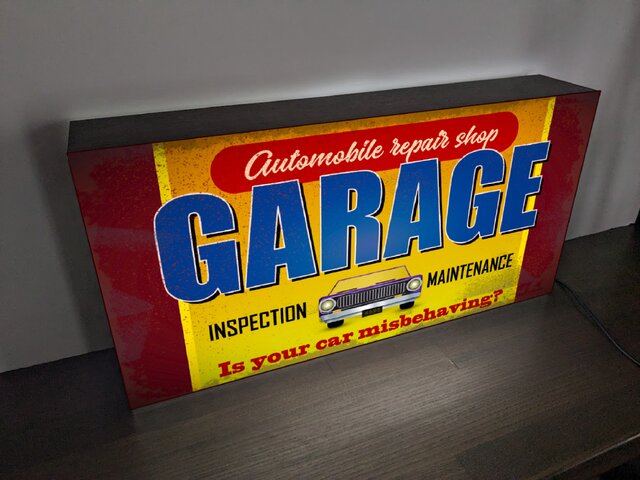 Automobile repair shop
GARAGE
INSPECTION
MAINTENANCE
Is your car misbehaving?